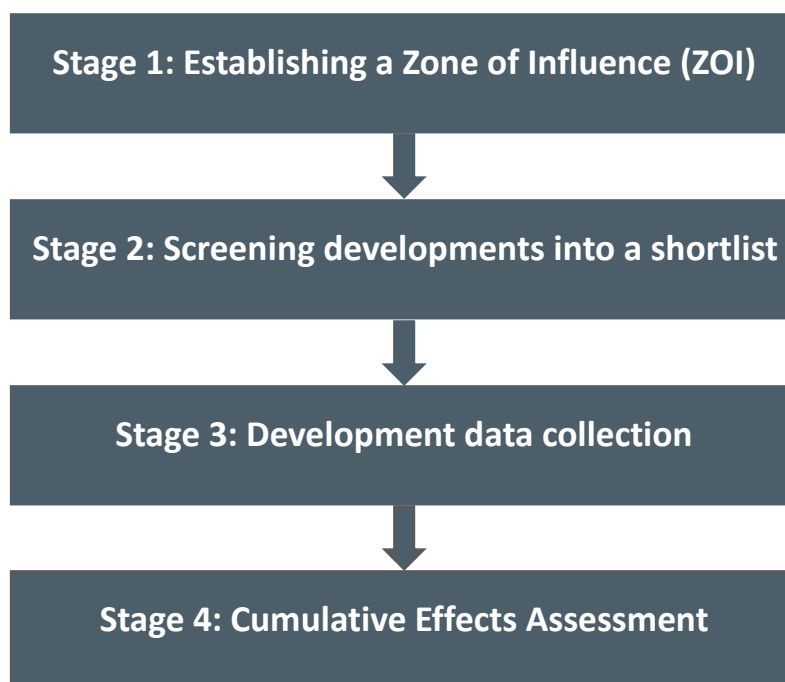 Stage 1: Establishing a Zone of Influence (ZOI)
Stage 2: Screening developments into a shortlist
Stage 3: Development data collection
Stage 4: Cumulative Effects Assessment